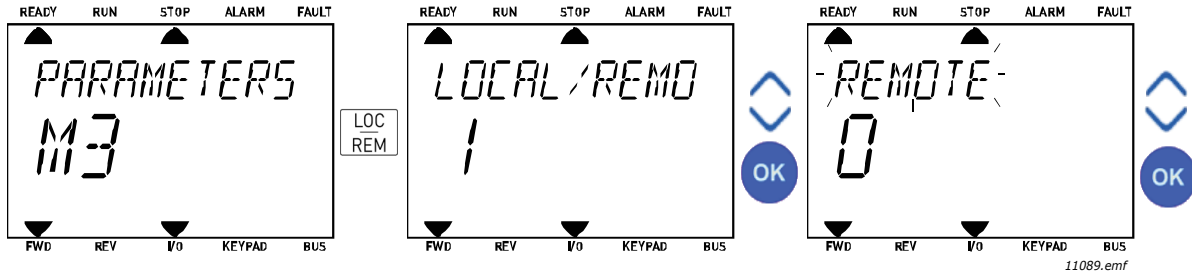 READY RUN STOP ALARM FAULT
PARAMETERS
M3
FWD REV I/O KEYPAD BUS
LOC
REM
READY RUN STOP ALARM FAULT
LOCAL/REMO
1
FWD REV I/O KEYPAD BUS
OK
READY RUN STOP ALARM FAULT
REMOTE
0
FWD REV I/O KEYPAD BUS
OK
11089.emf